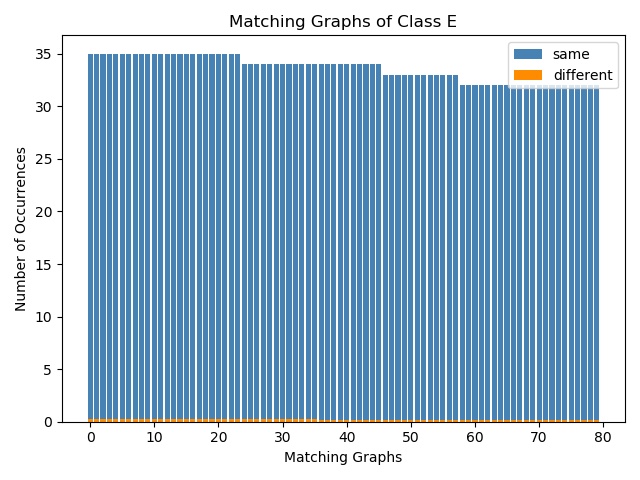 Matching Graphs of Class E
same
different
Number of Occurrences
35
30
25
20
15
10
5
0
0 10 20 30 40 50 60 70 80
Matching Graphs